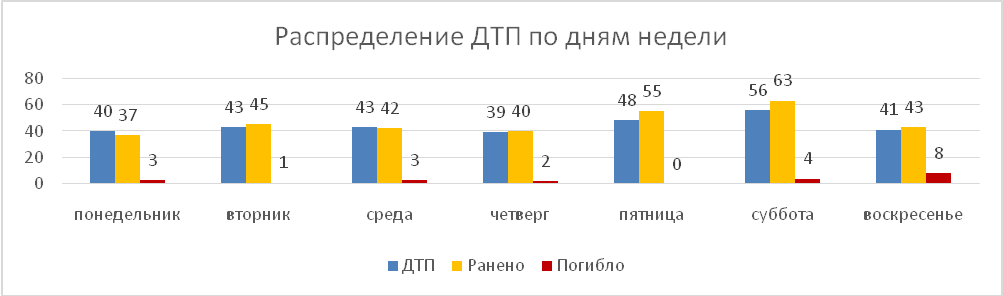 Распределение ДТП по дням недели
80
60
40
20
0
40 37 3
43 45 1
43 42 3
39 40 2
48 55 0
56 63 4
41 43 8
понедельник вторник среда четверг пятница суббота воскресенье
ДТП Ранено Погибло